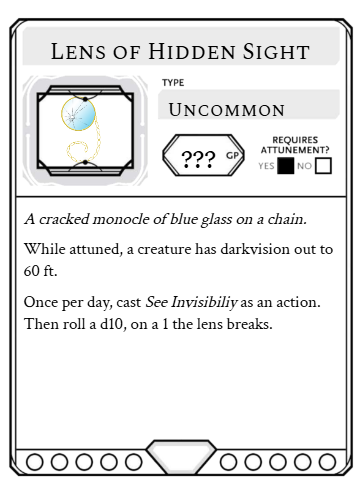 Lens of Hidden Sight
TYPE
Uncommon
??? GP
REQUIRES
ATTUNEMENT?
YES NO
A cracked monocle of blue glass on a chain.
While attuned, a creature has darkvision out to
60 ft.
Once per day, cast See Invisibiliy as an action.
Then roll a d10, on a 1 the lens breaks.